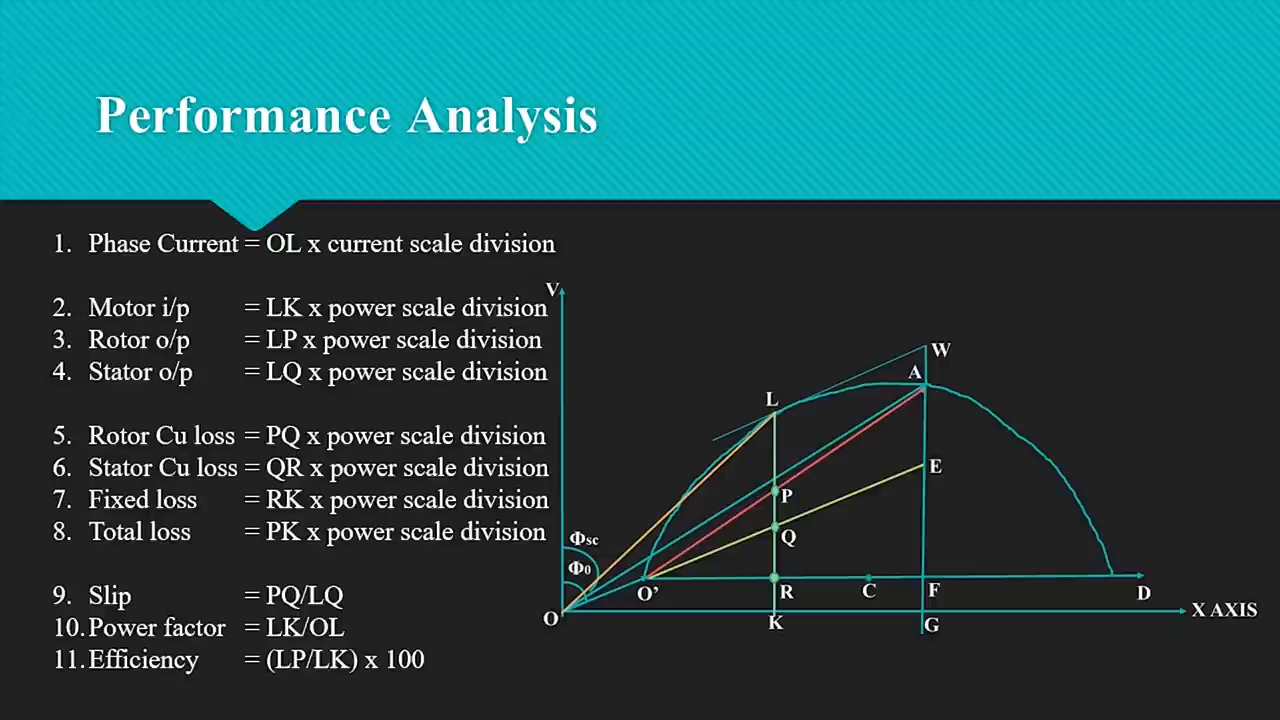 Performance Analysis
1. Phase Current = OL x current scale division
2. Motor i/p = LK x power scale division
3. Rotor o/p = LP x power scale division
4. Stator o/p = LQ x power scale division
5. Rotor Cu loss = PQ x power scale division
6. Stator Cu loss = QR x power scale division
7. Fixed loss = RK x power scale division
8. Total loss = PK x power scale division
9. Slip = PQ/LQ
10. Power factor = LK/OL
11. Efficiency = (LP/LK) x 100
V
W
A
L
E
P
Q
Φsc
Φ0
O'
R
C
F
D
O
K
G
X AXIS